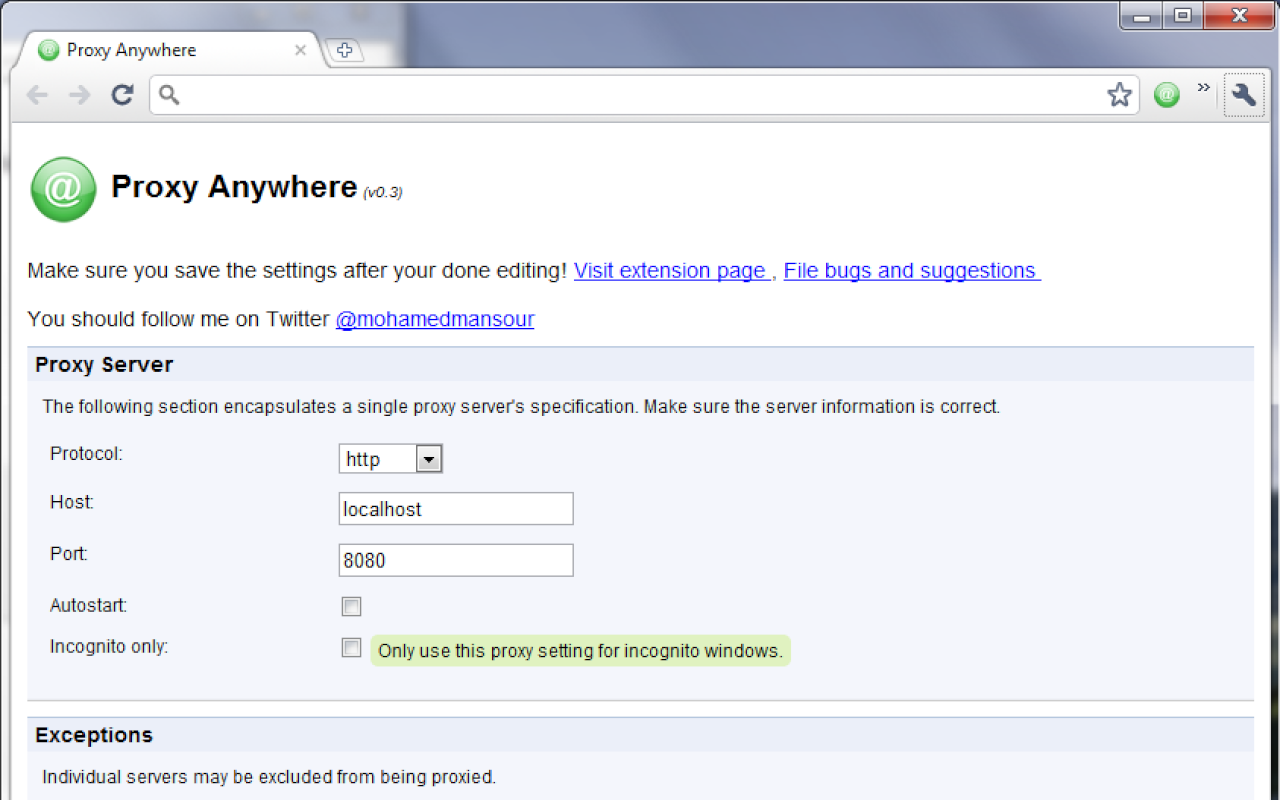 Proxy Anywhere
Proxy Anywhere (v0.3)
Make sure you save the settings after your done editing! Visit extension page , File bugs and suggestions
You should follow me on Twitter @mohamedmansour
Proxy Server
The following section encapsulates a single proxy server's specification. Make sure the server information is correct.
Protocol: http
Host: localhost
Port: 8080
Autostart:
Incognito only: Only use this proxy setting for incognito windows.
Exceptions
Individual servers may be excluded from being proxied.